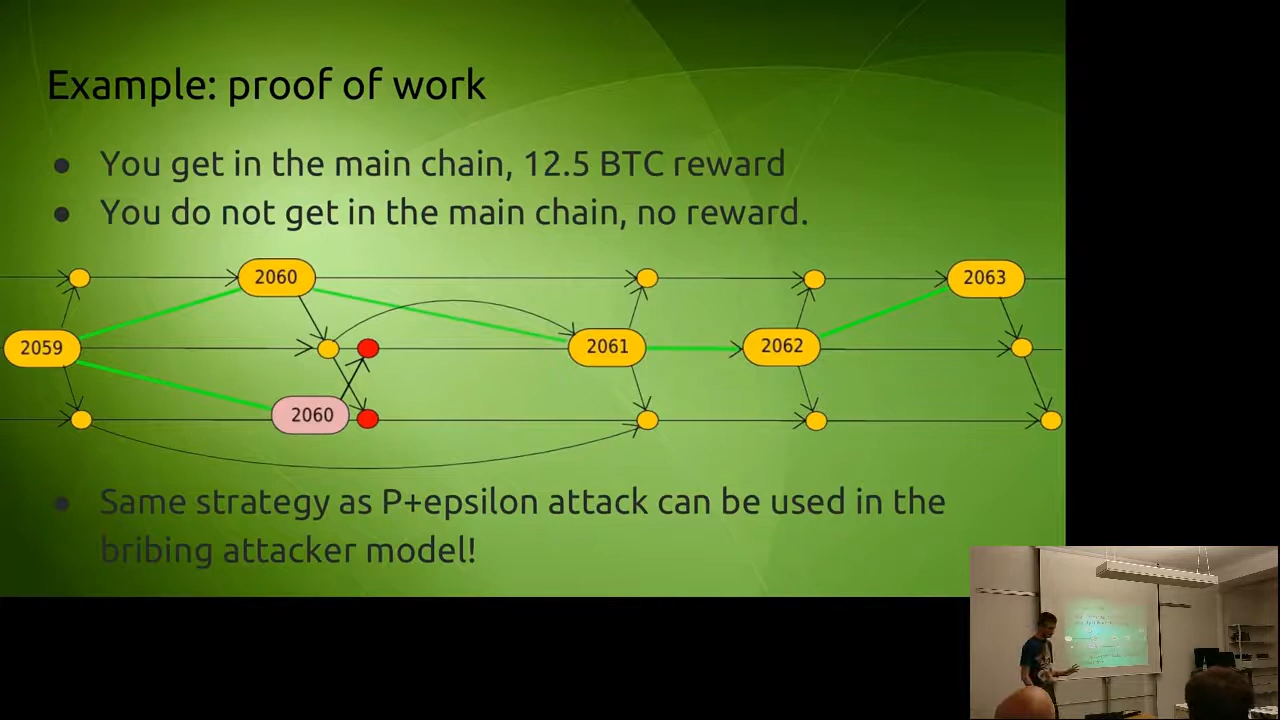 Example: proof of work
● You get in the main chain, 12.5 BTC reward
● You do not get in the main chain, no reward.
2060
2063
2059
2061
2062
2060
● Same strategy as P+epsilon attack can be used in the
bribing attacker model!